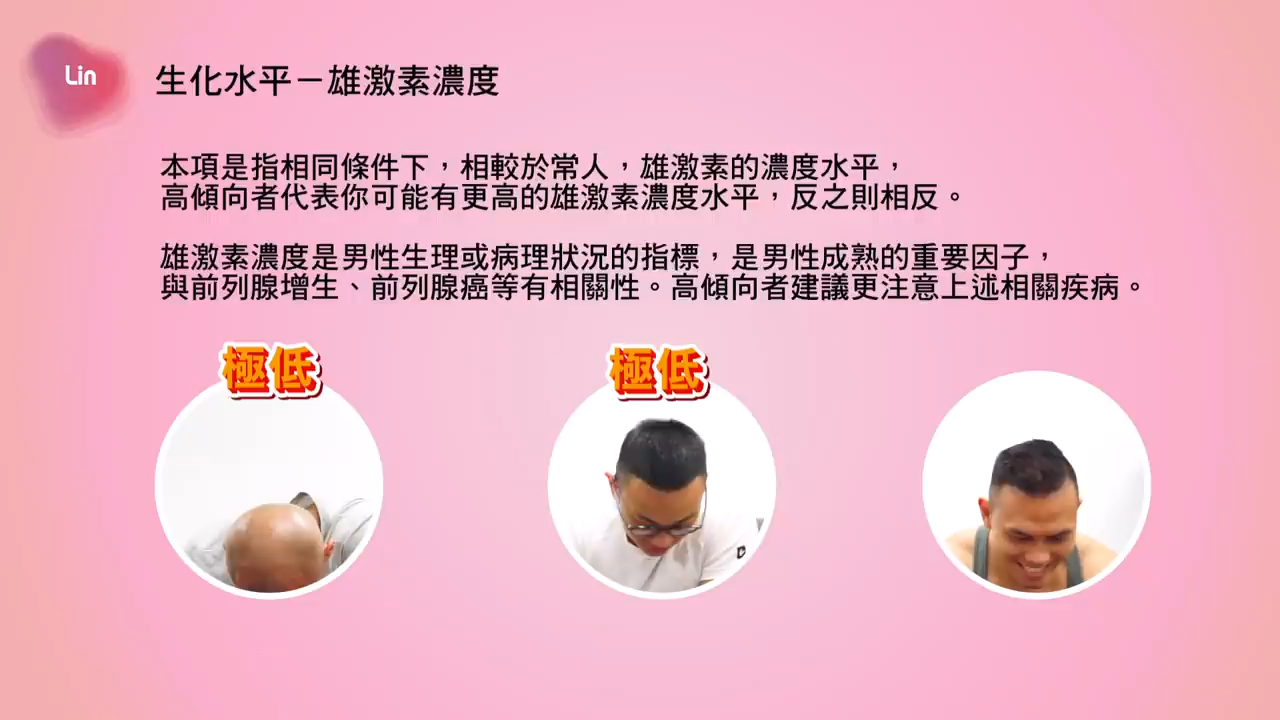 Lin
生化水平－雄激素濃度
本項是指相同條件下，相較於常人，雄激素的濃度水平，
高傾向者代表你可能有更高的雄激素濃度水平，反之則相反。
雄激素濃度是男性生理或病理狀況的指標，是男性成熟的重要因子，
與前列腺增生、前列腺癌等有相關性。高傾向者建議更注意上述相關疾病。
極低
極低